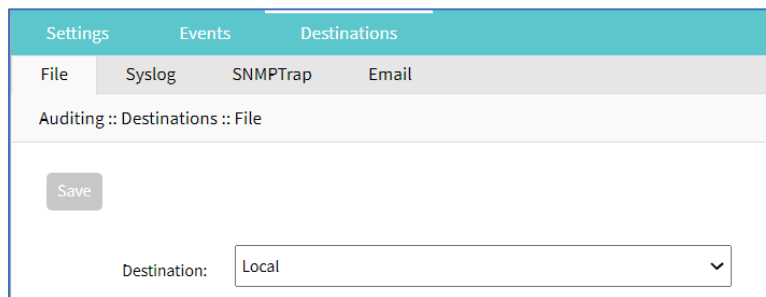 Settings Events Destinations
File Syslog SNMPTrap Email
Auditing :: Destinations :: File
Save
Destination: Local